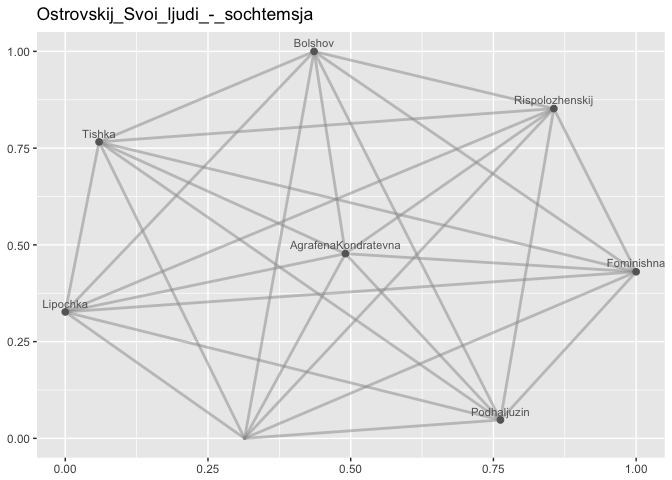 Ostrovskij_Svoi_ljudi_-_sochtemsja
1.00
Bolshov
Rispolozhenskij
Tishka
0.75
0.50
AgrafenaKondratevna
Fominishna
Lipochka
0.25
Podhaljuzin
0.00
0.00 0.25 0.50 0.75 1.00